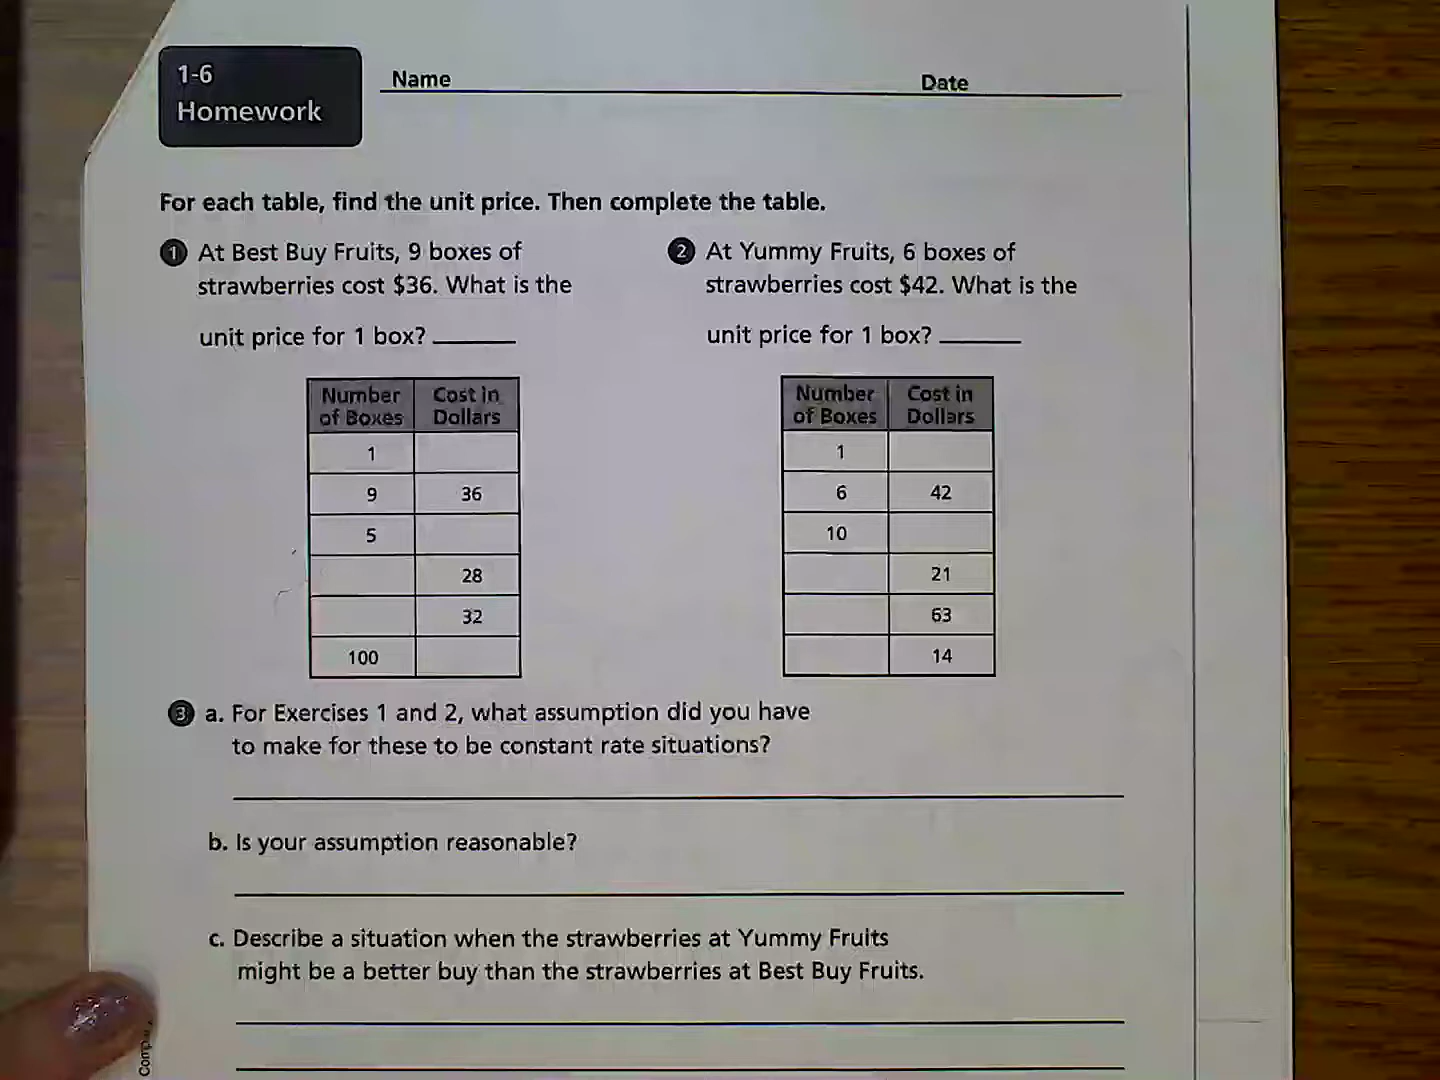 1-6
Homework
Name
Date
For each table, find the unit price. Then complete the table.
1 At Best Buy Fruits, 9 boxes of
strawberries cost $36. What is the
unit price for 1 box?
Number of Boxes Cost in Dollars
1
9 36
5
28
32
100
2 At Yummy Fruits, 6 boxes of
strawberries cost $42. What is the
unit price for 1 box?
Number of Boxes Cost in Dollars
1
6 42
10
21
63
14
3 a. For Exercises 1 and 2, what assumption did you have
to make for these to be constant rate situations?
b. Is your assumption reasonable?
c. Describe a situation when the strawberries at Yummy Fruits
might be a better buy than the strawberries at Best Buy Fruits.